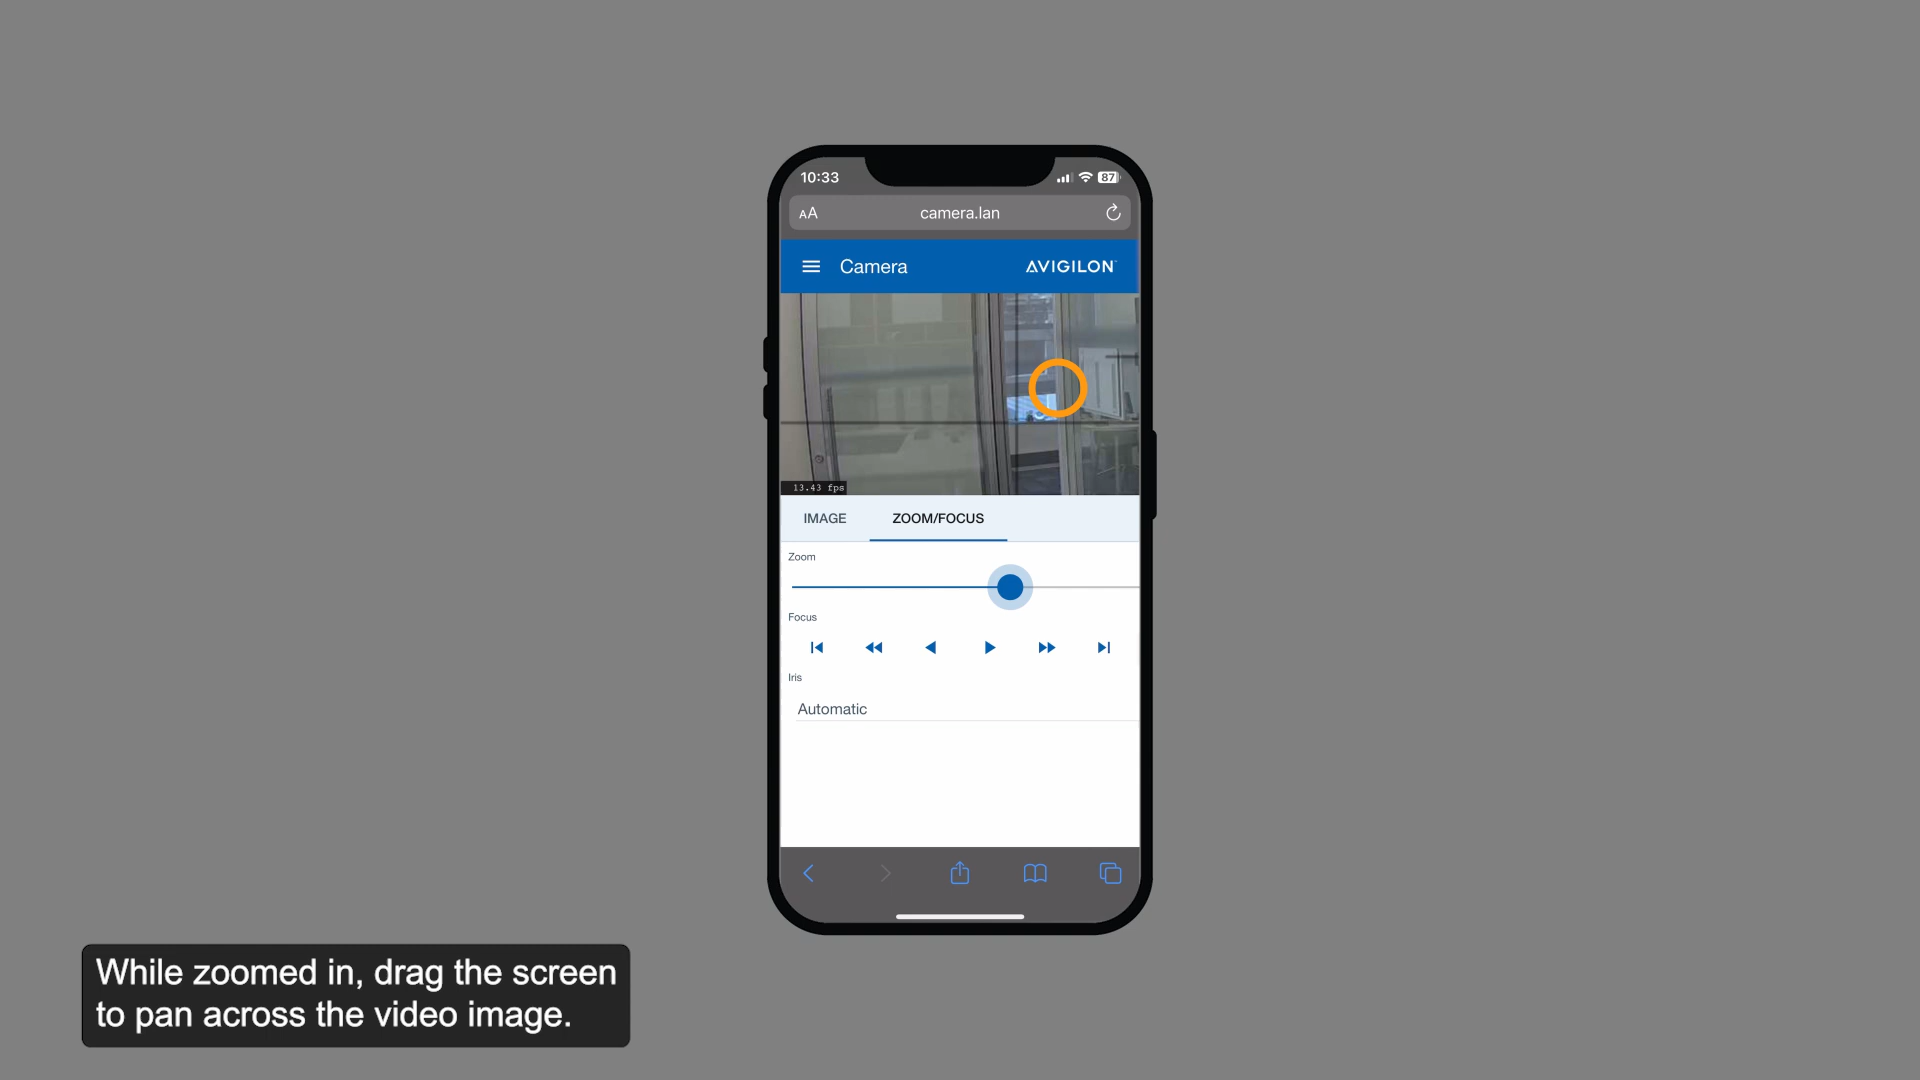 10:33
87
AA
camera.lan
Camera
AVIGILON
13.43 fps
IMAGE
ZOOM/FOCUS
Zoom
Focus
Iris
Automatic
While zoomed in, drag the screen
to pan across the video image.